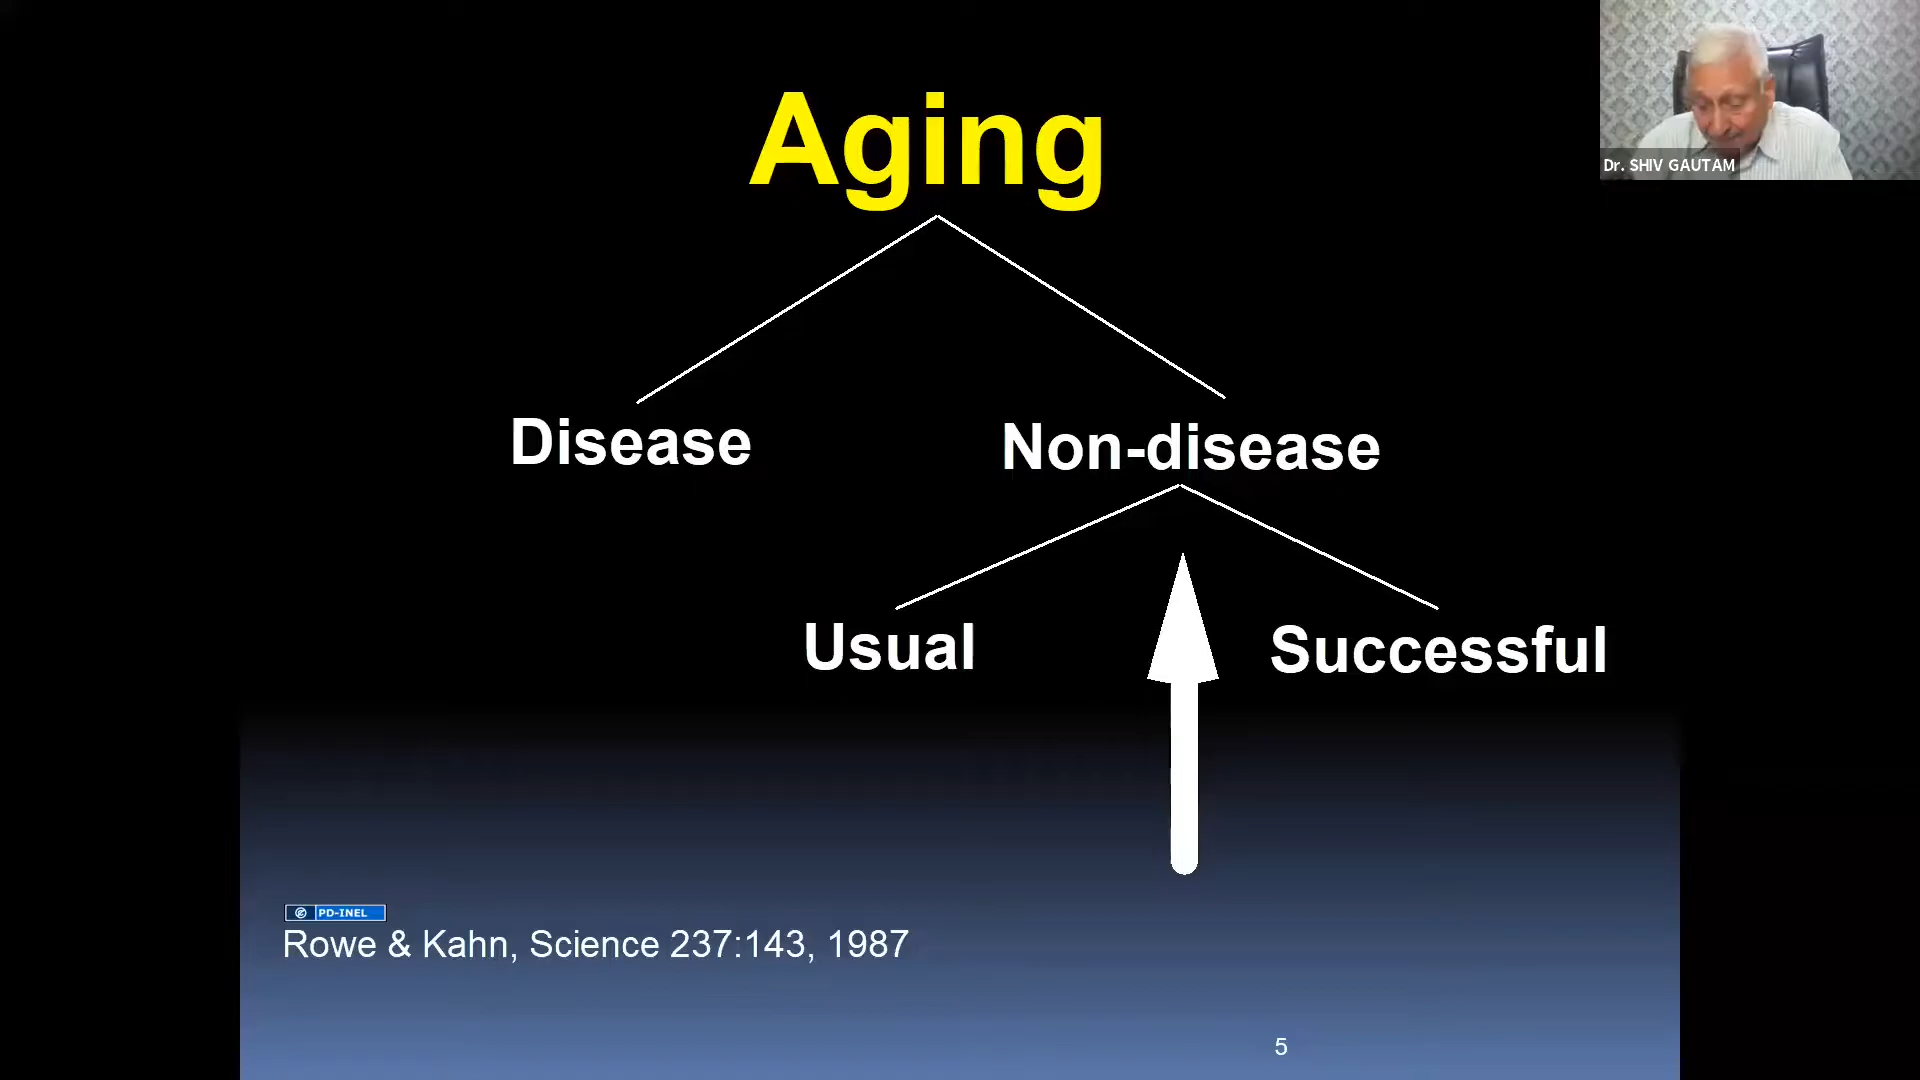 Aging
Dr. SHIV GAUTAM
Disease
Non-disease
Usual
Successful
PD-INEL
Rowe & Kahn, Science 237:143, 1987
5